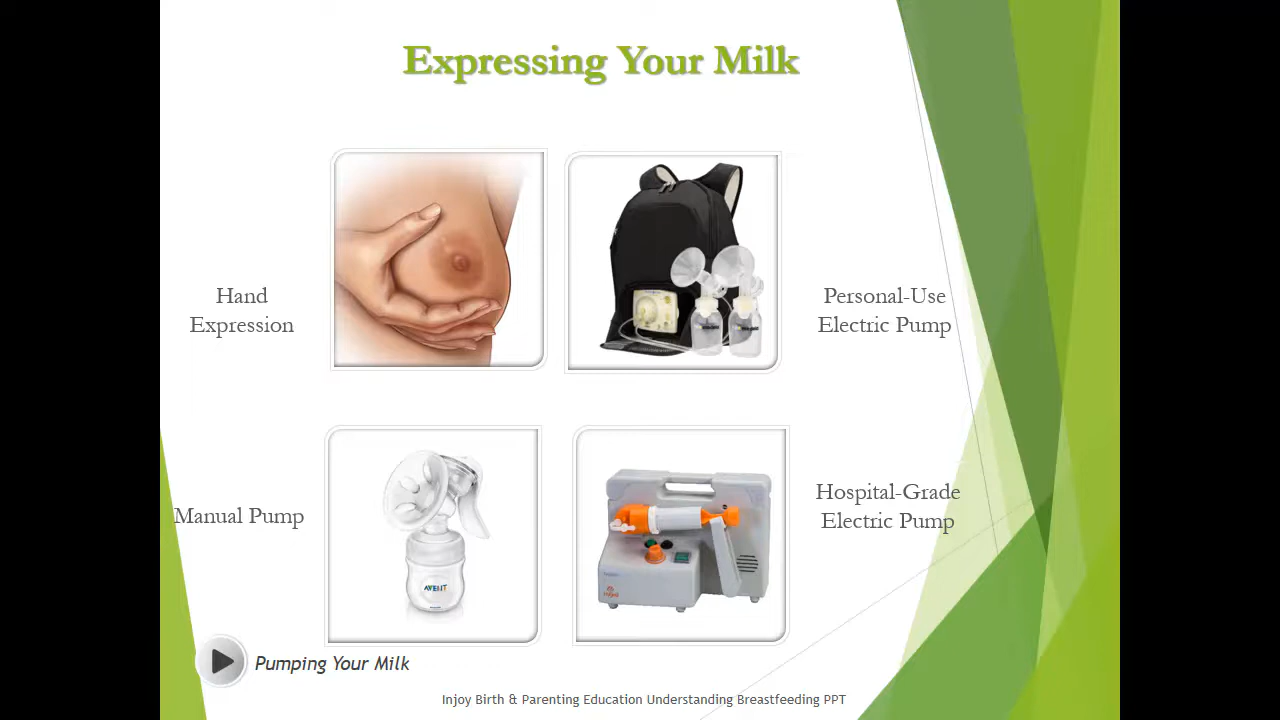 Expressing Your Milk
Hand
Expression
Personal-Use
Electric Pump
Manual Pump
AVENT
Hospital-Grade
Electric Pump
Pumping Your Milk
Injoy Birth & Parenting Education Understanding Breastfeeding PPT